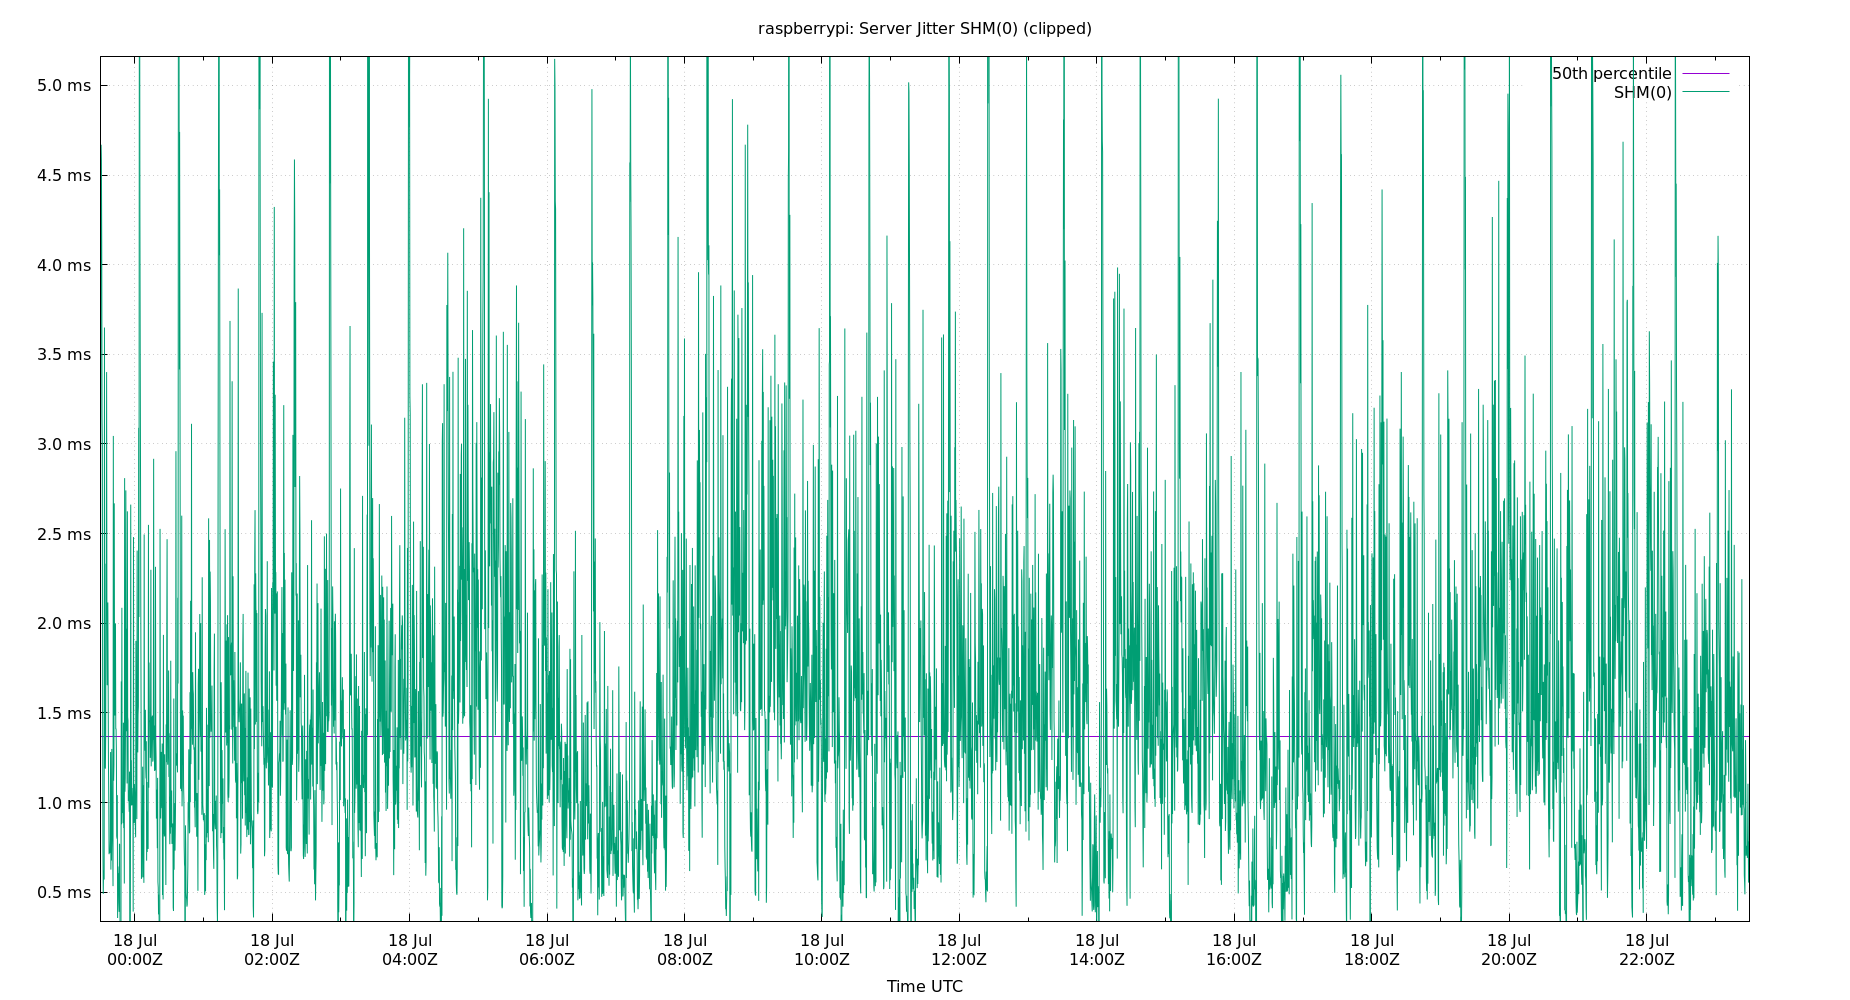 raspberrypi: Server Jitter SHM(0) (clipped)
50th percentile
SHM(0)
5.0 ms
4.5 ms
4.0 ms
3.5 ms
3.0 ms
2.5 ms
2.0 ms
1.5 ms
1.0 ms
0.5 ms
18 Jul 18 Jul 18 Jul 18 Jul 18 Jul 18 Jul 18 Jul 18 Jul 18 Jul 18 Jul 18 Jul 18 Jul
00:00Z 02:00Z 04:00Z 06:00Z 08:00Z 10:00Z 12:00Z 14:00Z 16:00Z 18:00Z 20:00Z 22:00Z
Time UTC